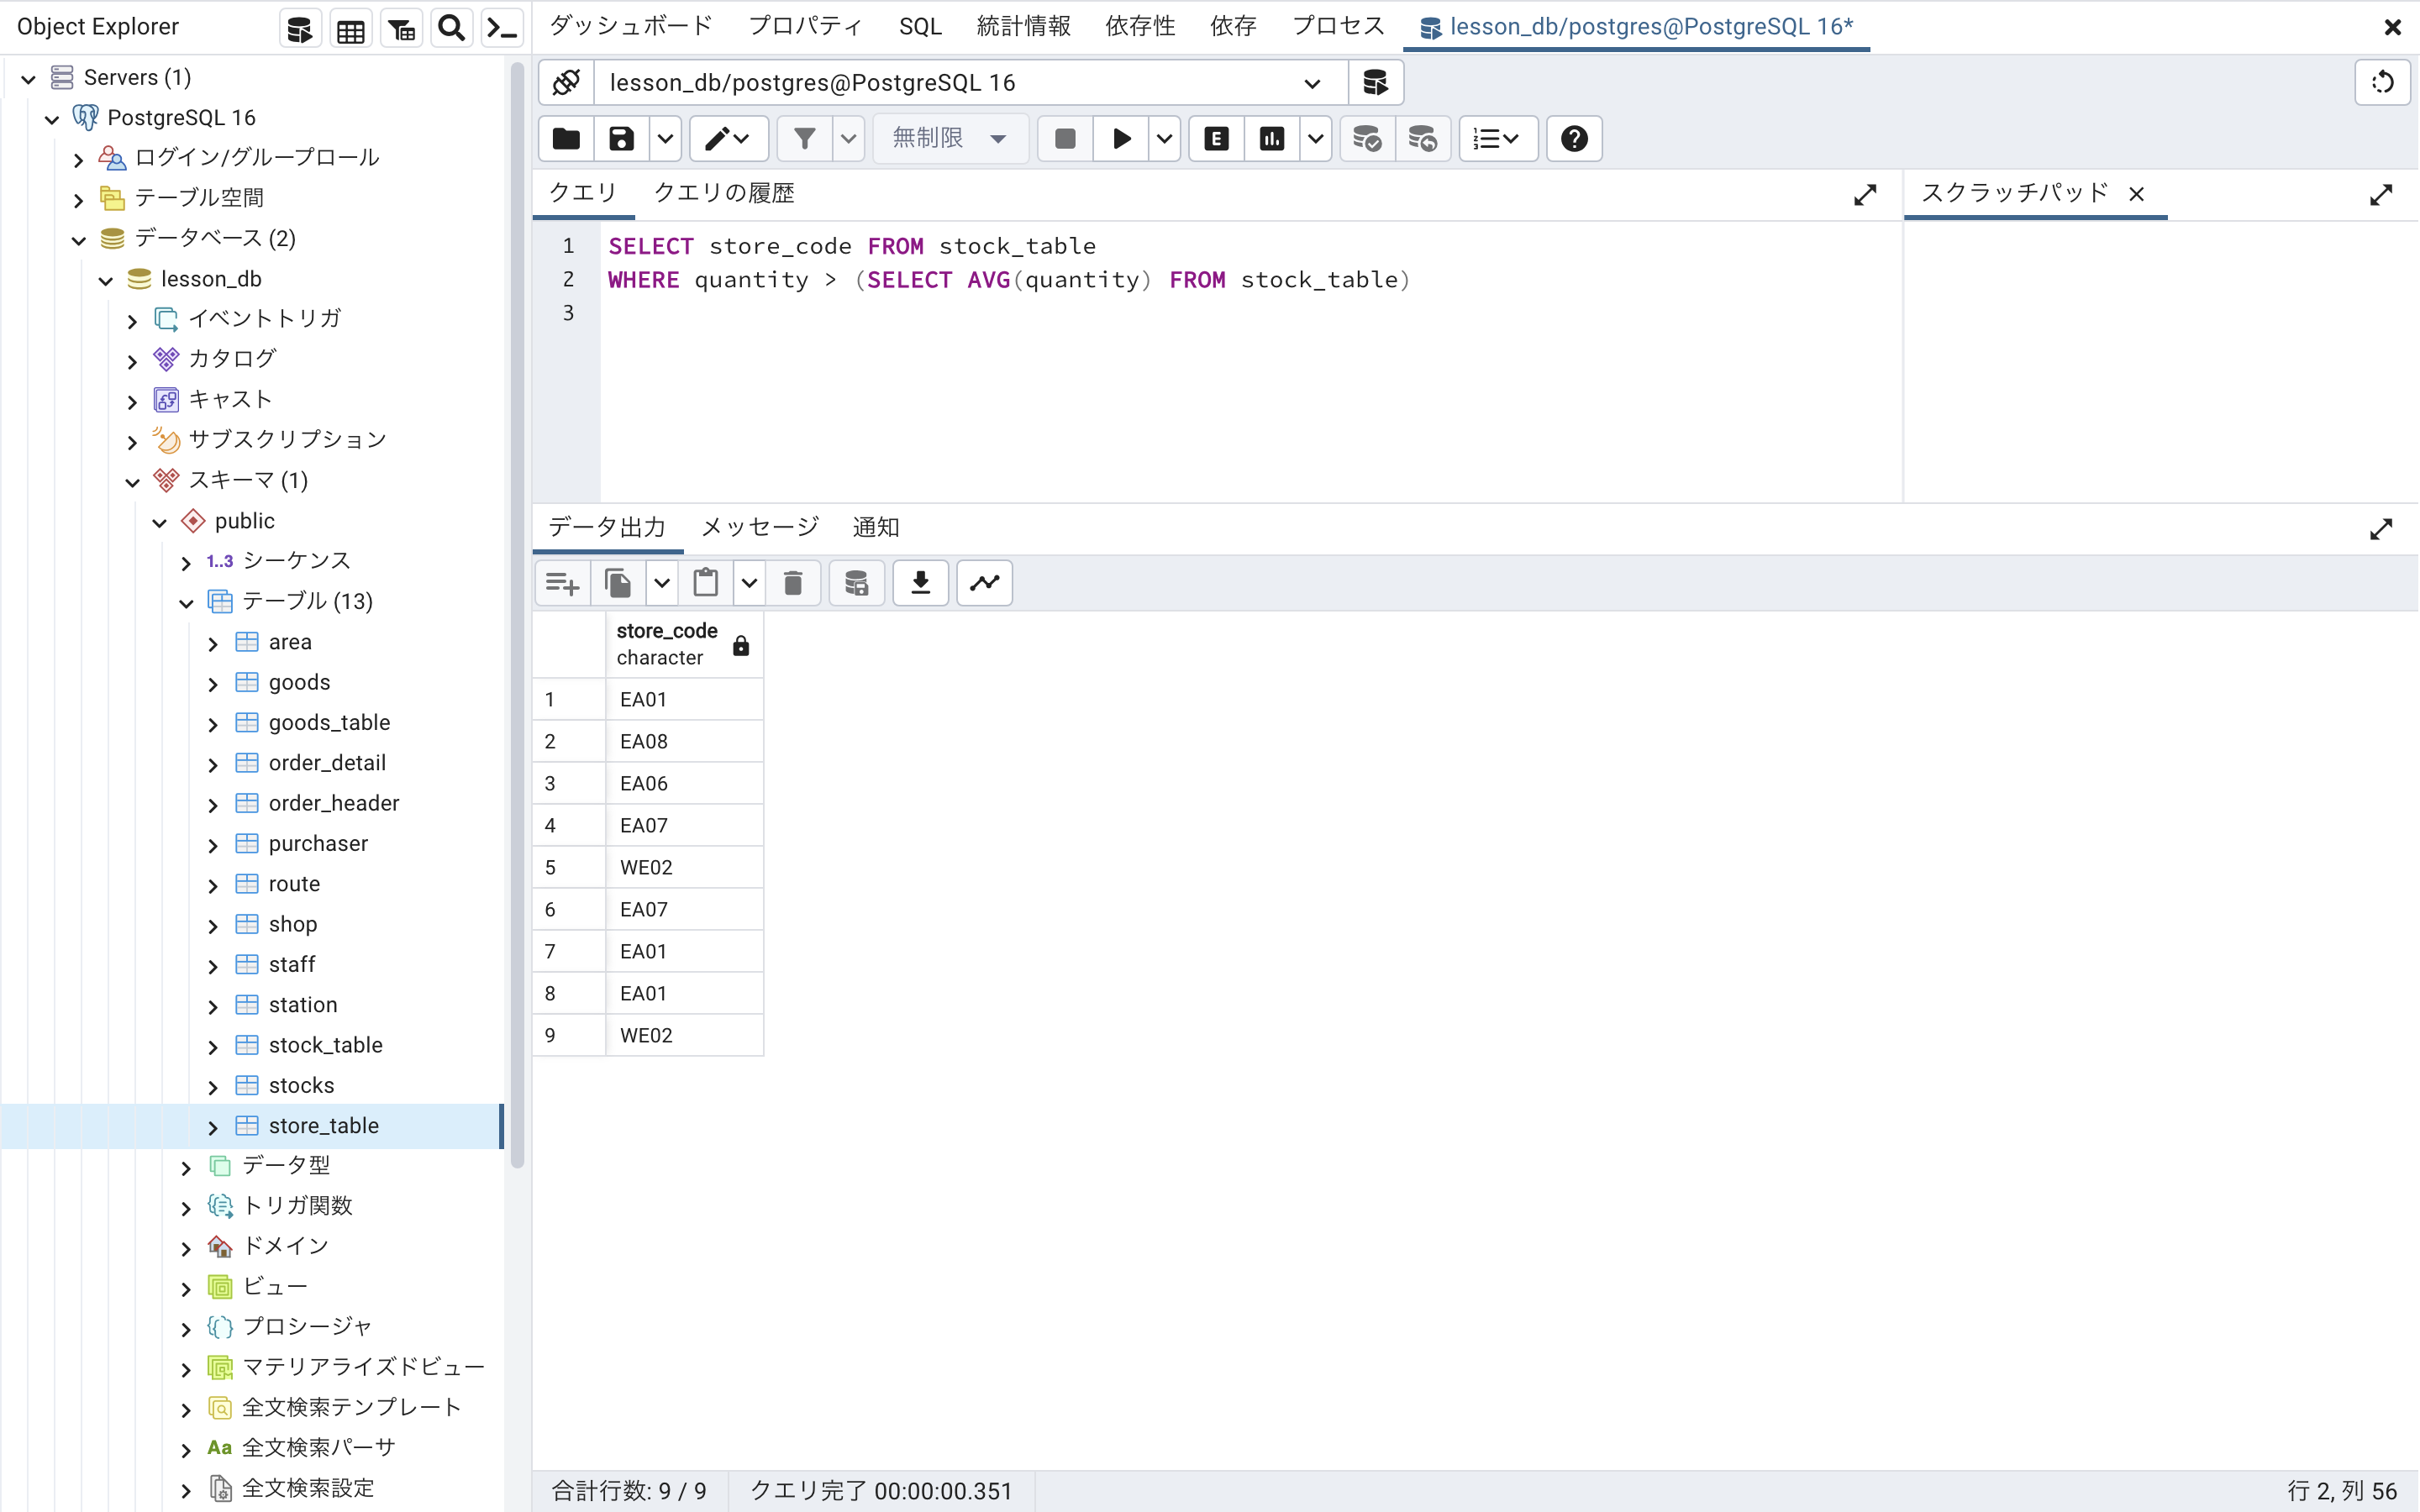 Object Explorer
Servers (1)
PostgreSQL 16
ログイン/グループロール
テーブル空間
データベース (2)
lesson_db
イベントトリガ
カタログ
キャスト
サブスクリプション
スキーマ (1)
public
1..3 シーケンス
テーブル (13)
area
goods
goods_table
order_detail
order_header
purchaser
route
shop
staff
station
stock_table
stocks
store_table
データ型
トリガ関数
ドメイン
ビュー
プロシージャ
マテリアライズドビュー
全文検索テンプレート
Aa 全文検索パーサ
全文検索設定
ダッシュボード プロパティ SQL 統計情報 依存性 依存 プロセス lesson_db/postgres@PostgreSQL 16*
lesson_db/postgres@PostgreSQL 16
無制限 E
クエリ クエリの履歴 スクラッチパッド
1 SELECT store_code FROM stock_table
2 WHERE quantity > (SELECT AVG(quantity) FROM stock_table)
3
データ出力 メッセージ 通知
store_code
character
1 EA01
2 EA08
3 EA06
4 EA07
5 WE02
6 EA07
7 EA01
8 EA01
9 WE02
合計行数: 9 / 9 クエリ完了 00:00:00.351 行 2, 列 56